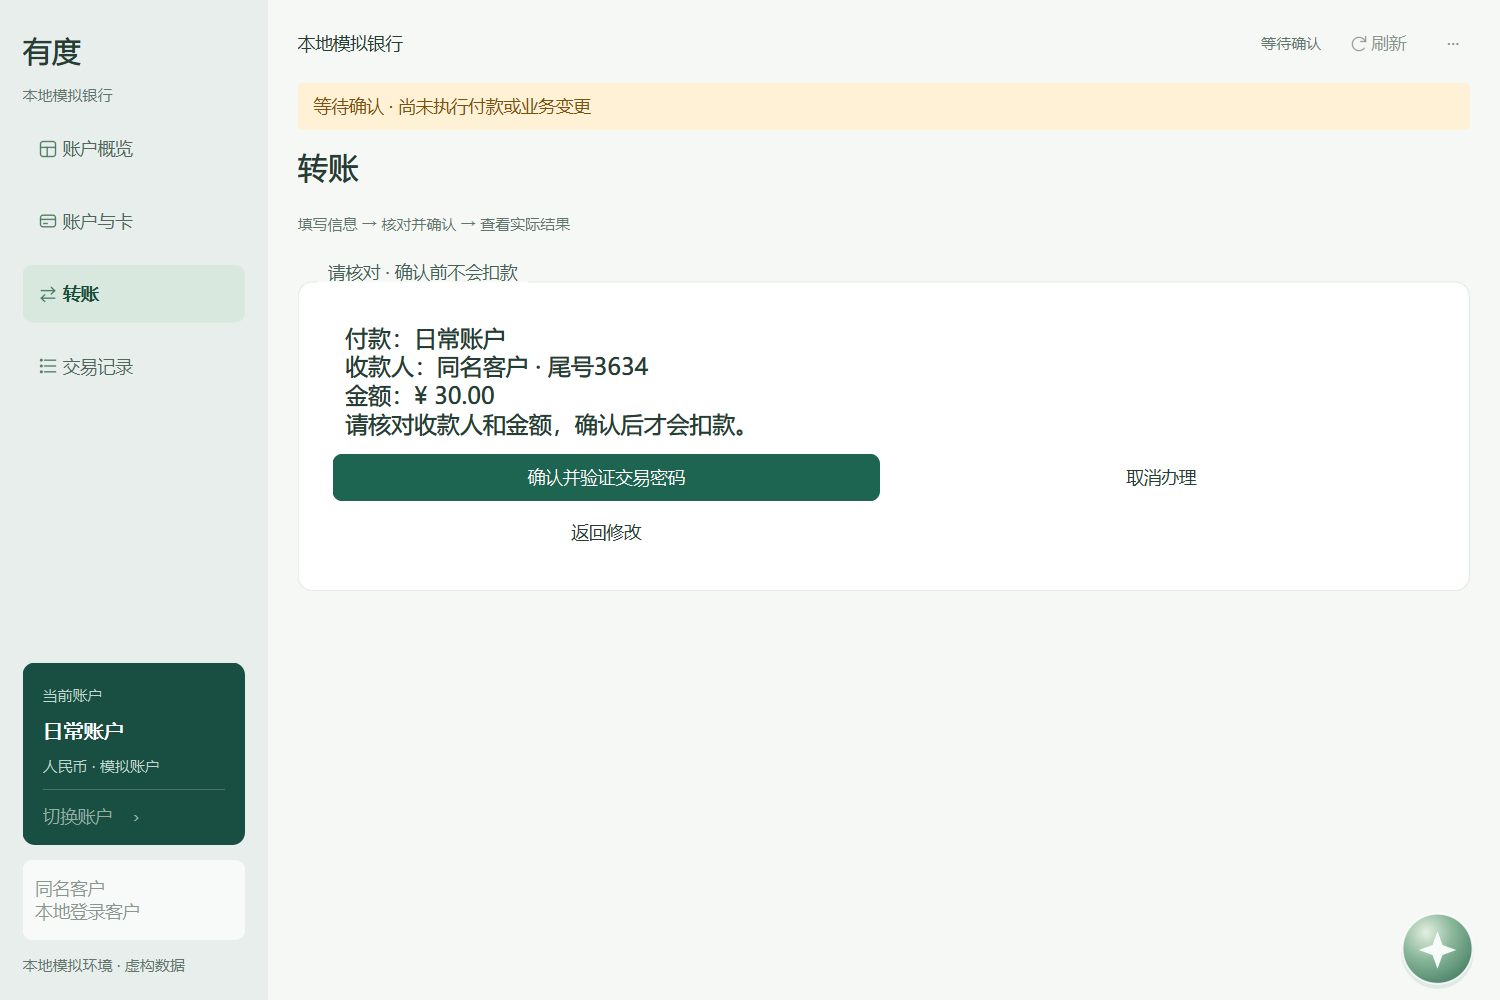 有度
本地模拟银行
账户概览
账户与卡
转账
交易记录
当前账户
日常账户
人民币 · 模拟账户
切换账户 ›
同名客户
本地登录客户
本地模拟环境 · 虚构数据
本地模拟银行
等待确认
刷新
···
等待确认 · 尚未执行付款或业务变更
转账
填写信息 → 核对并确认 → 查看实际结果
请核对 · 确认前不会扣款
付款：日常账户
收款人：同名客户 · 尾号3634
金额：¥ 30.00
请核对收款人和金额，确认后才会扣款。
确认并验证交易密码
取消办理
返回修改